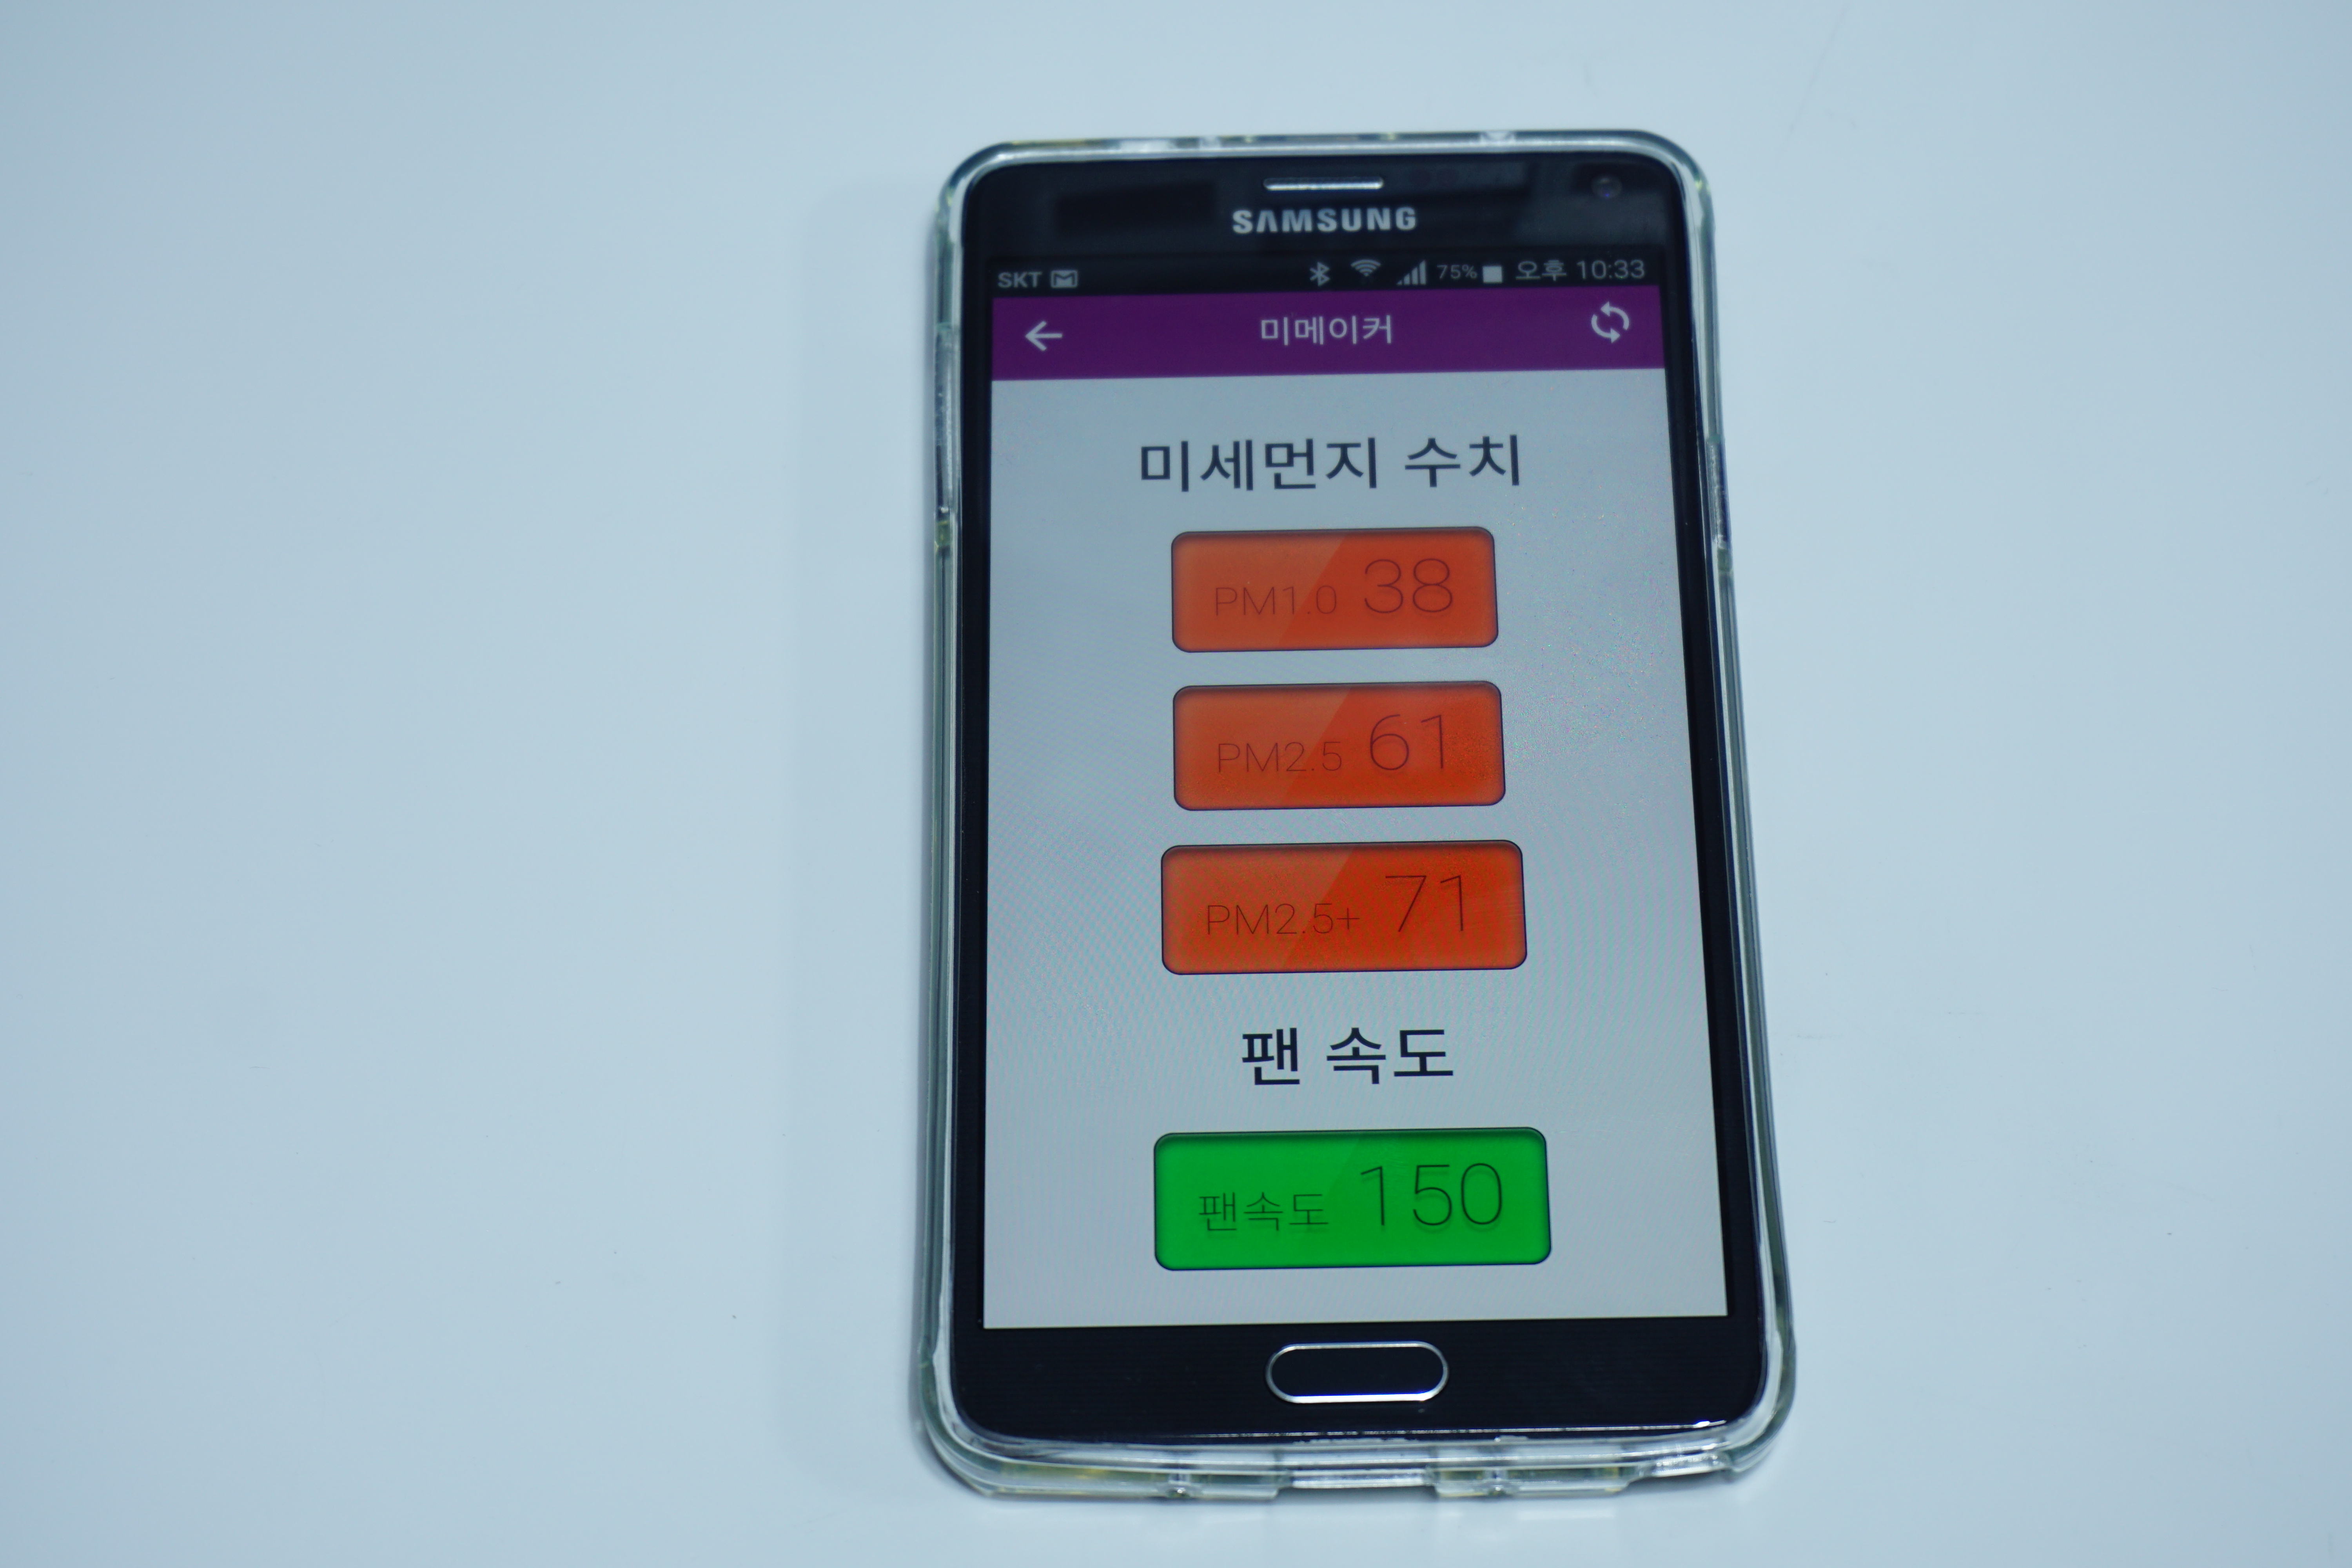 SAMSUNG
SKT 75% 오후 10:33
미메이커
미세먼지 수치
PM1.0 38
PM2.5 61
PM2.5+ 71
팬 속도
팬속도 150